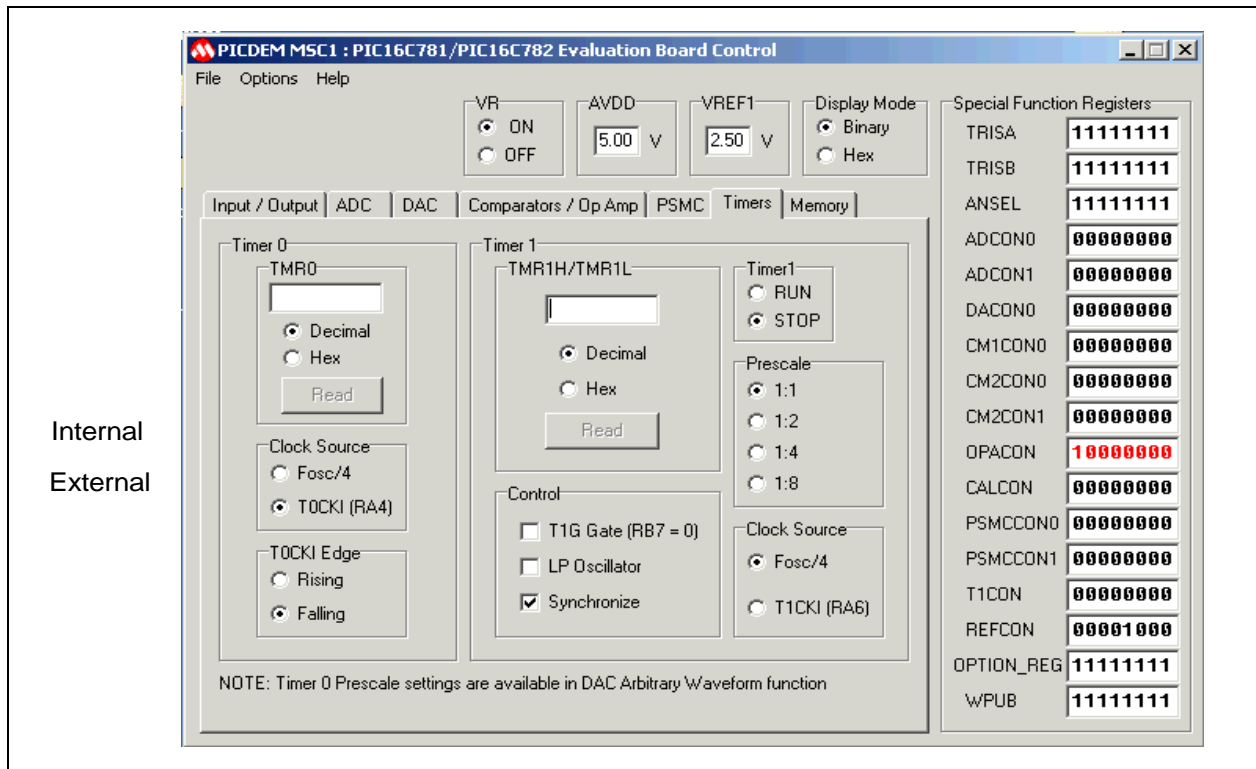 PICDEM MSC1 : PIC16C781/PIC16C782 Evaluation Board Control
File Options Help
VR
ON
OFF
AVDD
5.00 V
VREF1
2.50 V
Display Mode
Binary
Hex
Input / Output ADC DAC Comparators / Op Amp PSMC Timers Memory
Timer 0
TMR0
Decimal
Hex
Read
Internal
External
Clock Source
Fosc/4
T0CKI (RA4)
T0CKI Edge
Rising
Falling
Timer 1
TMR1H/TMR1L
Decimal
Hex
Read
Control
T1G Gate (RB7 = 0)
LP Oscillator
Synchronize
Timer1
RUN
STOP
Prescale
1:1
1:2
1:4
1:8
Clock Source
Fosc/4
T1CKI (RA6)
NOTE: Timer 0 Prescale settings are available in DAC Arbitrary Waveform function
Special Function Registers
TRISA 11111111
TRISB 11111111
ANSEL 11111111
ADCON0 00000000
ADCON1 00000000
DACON0 00000000
CM1CON0 00000000
CM2CON0 00000000
CM2CON1 00000000
OPACON 10000000
CALCON 00000000
PSMCCON0 00000000
PSMCCON1 00000000
T1CON 00000000
REFCON 00001000
OPTION_REG 11111111
WPUB 11111111